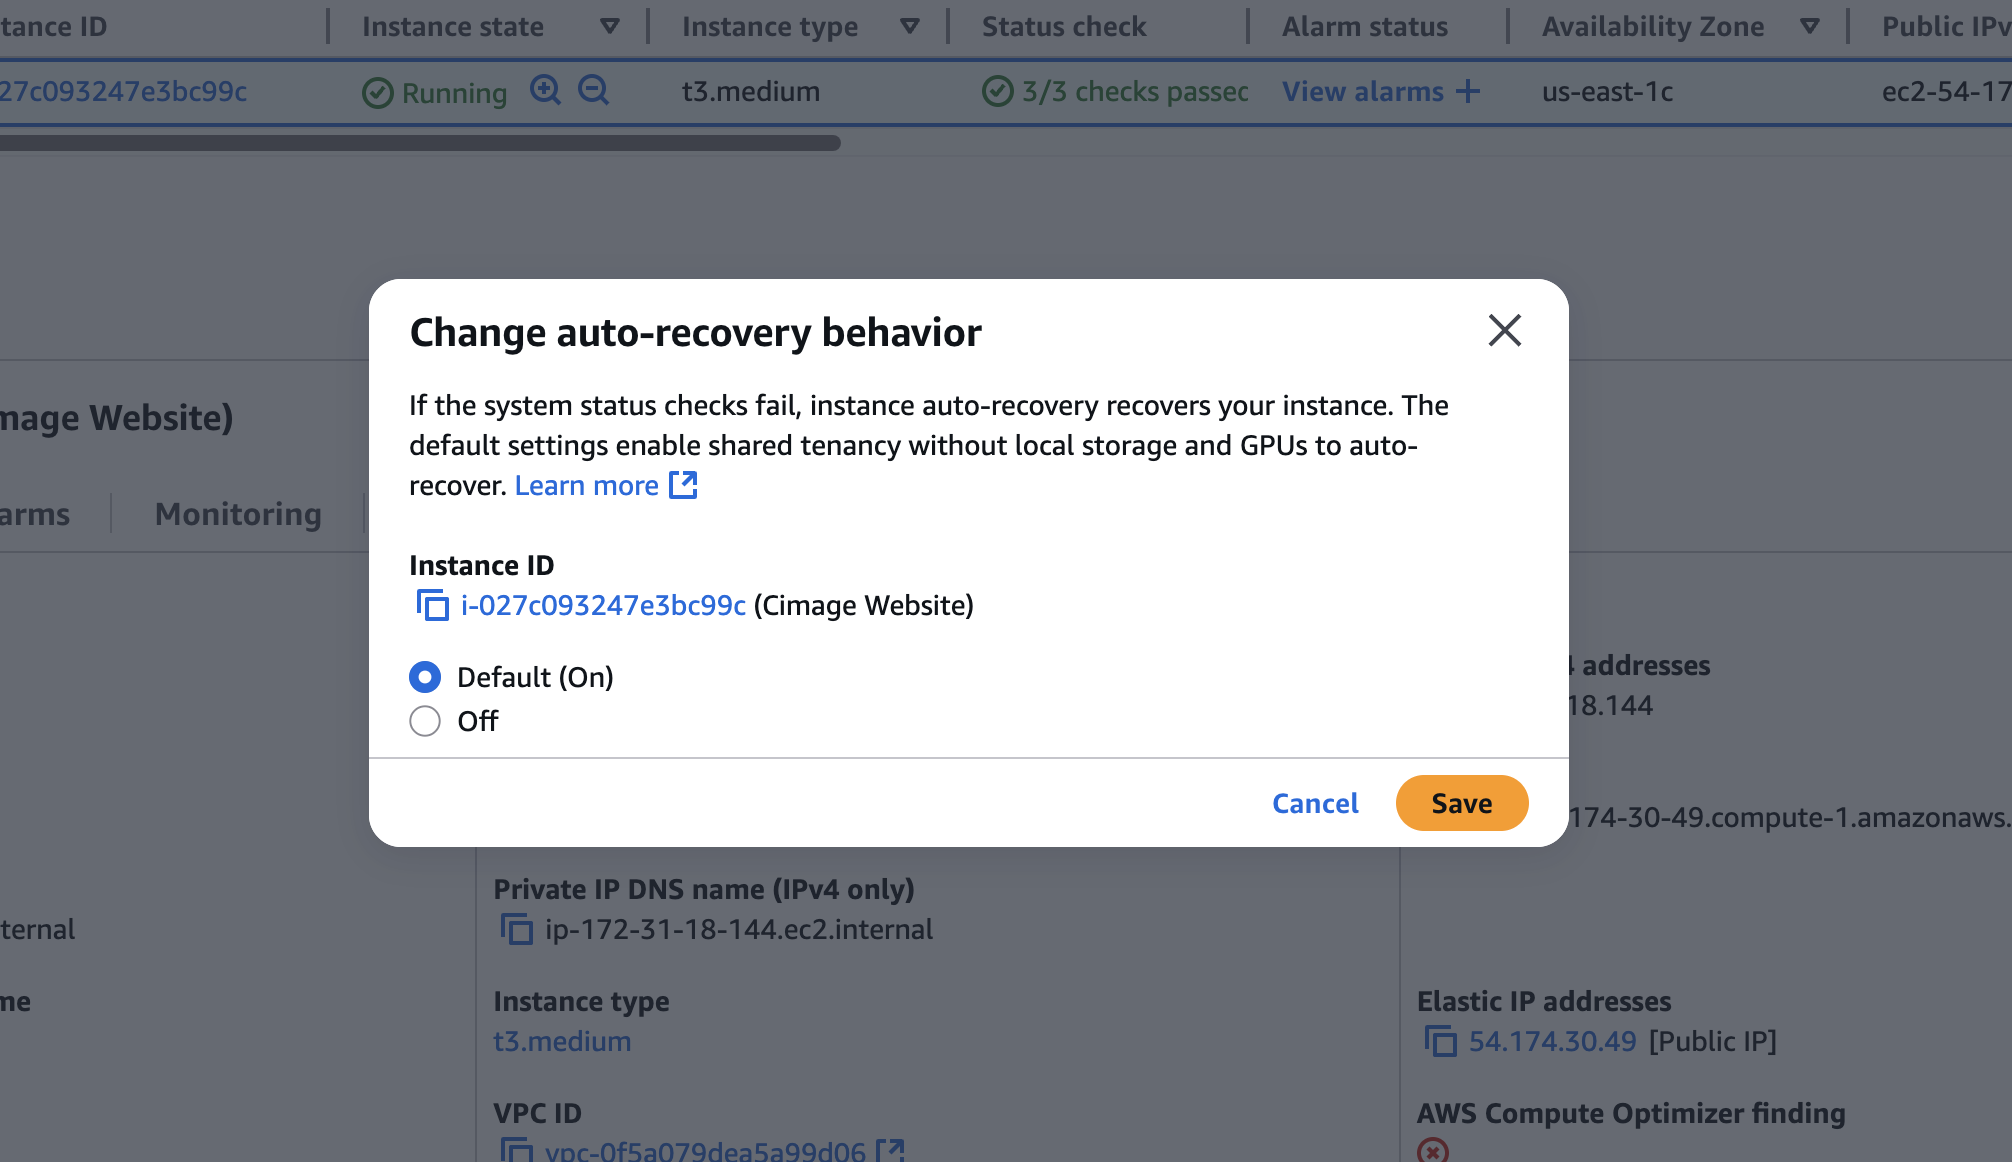 tance ID
Instance state
Instance type
Status check
Alarm status
Availability Zone
Public IPv
27c093247e3bc99c
Running
t3.medium
3/3 checks passec
View alarms +
us-east-1c
ec2-54-17
Change auto-recovery behavior
If the system status checks fail, instance auto-recovery recovers your instance. The
default settings enable shared tenancy without local storage and GPUs to auto-
recover. Learn more
Instance ID
i-027c093247e3bc99c (Cimage Website)
Default (On)
Off
Cancel
Save
mage Website)
arms
Monitoring
4 addresses
18.144
174-30-49.compute-1.amazonaws.
Private IP DNS name (IPv4 only)
ip-172-31-18-144.ec2.internal
ternal
me
Instance type
t3.medium
Elastic IP addresses
54.174.30.49 [Public IP]
VPC ID
vpc-0f5a079dea5a99d06
AWS Compute Optimizer finding